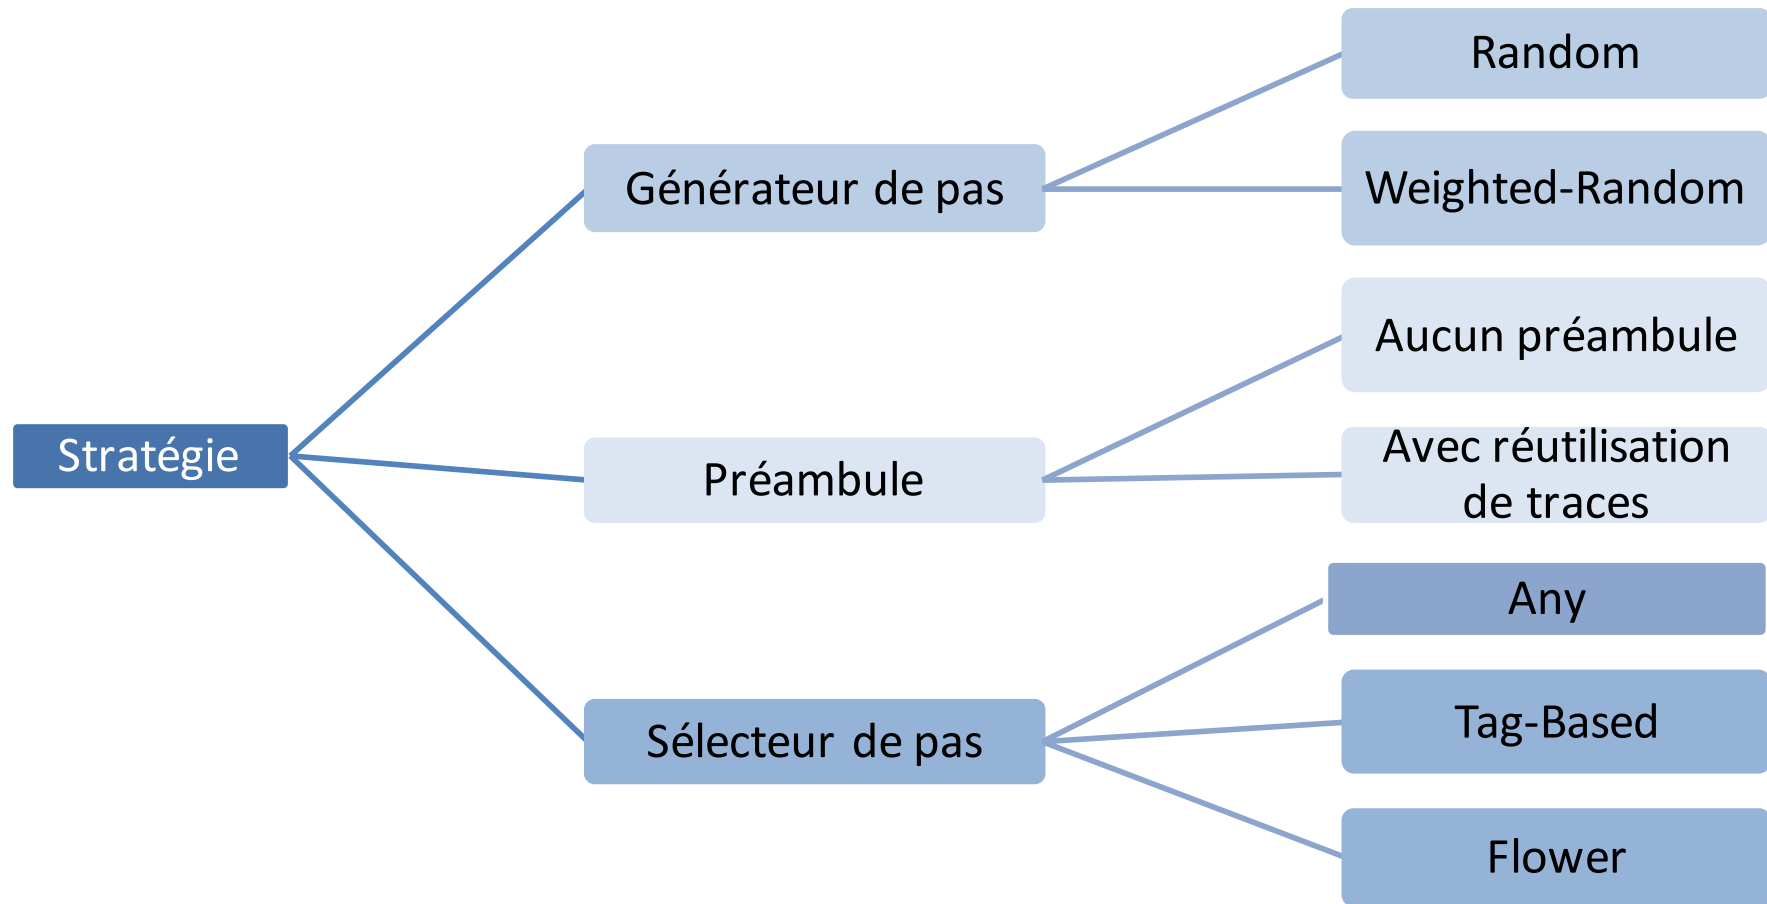 Stratégie
Générateur de pas
Random
Weighted-Random
Préambule
Aucun préambule
Avec réutilisation
de traces
Sélecteur de pas
Any
Tag-Based
Flower